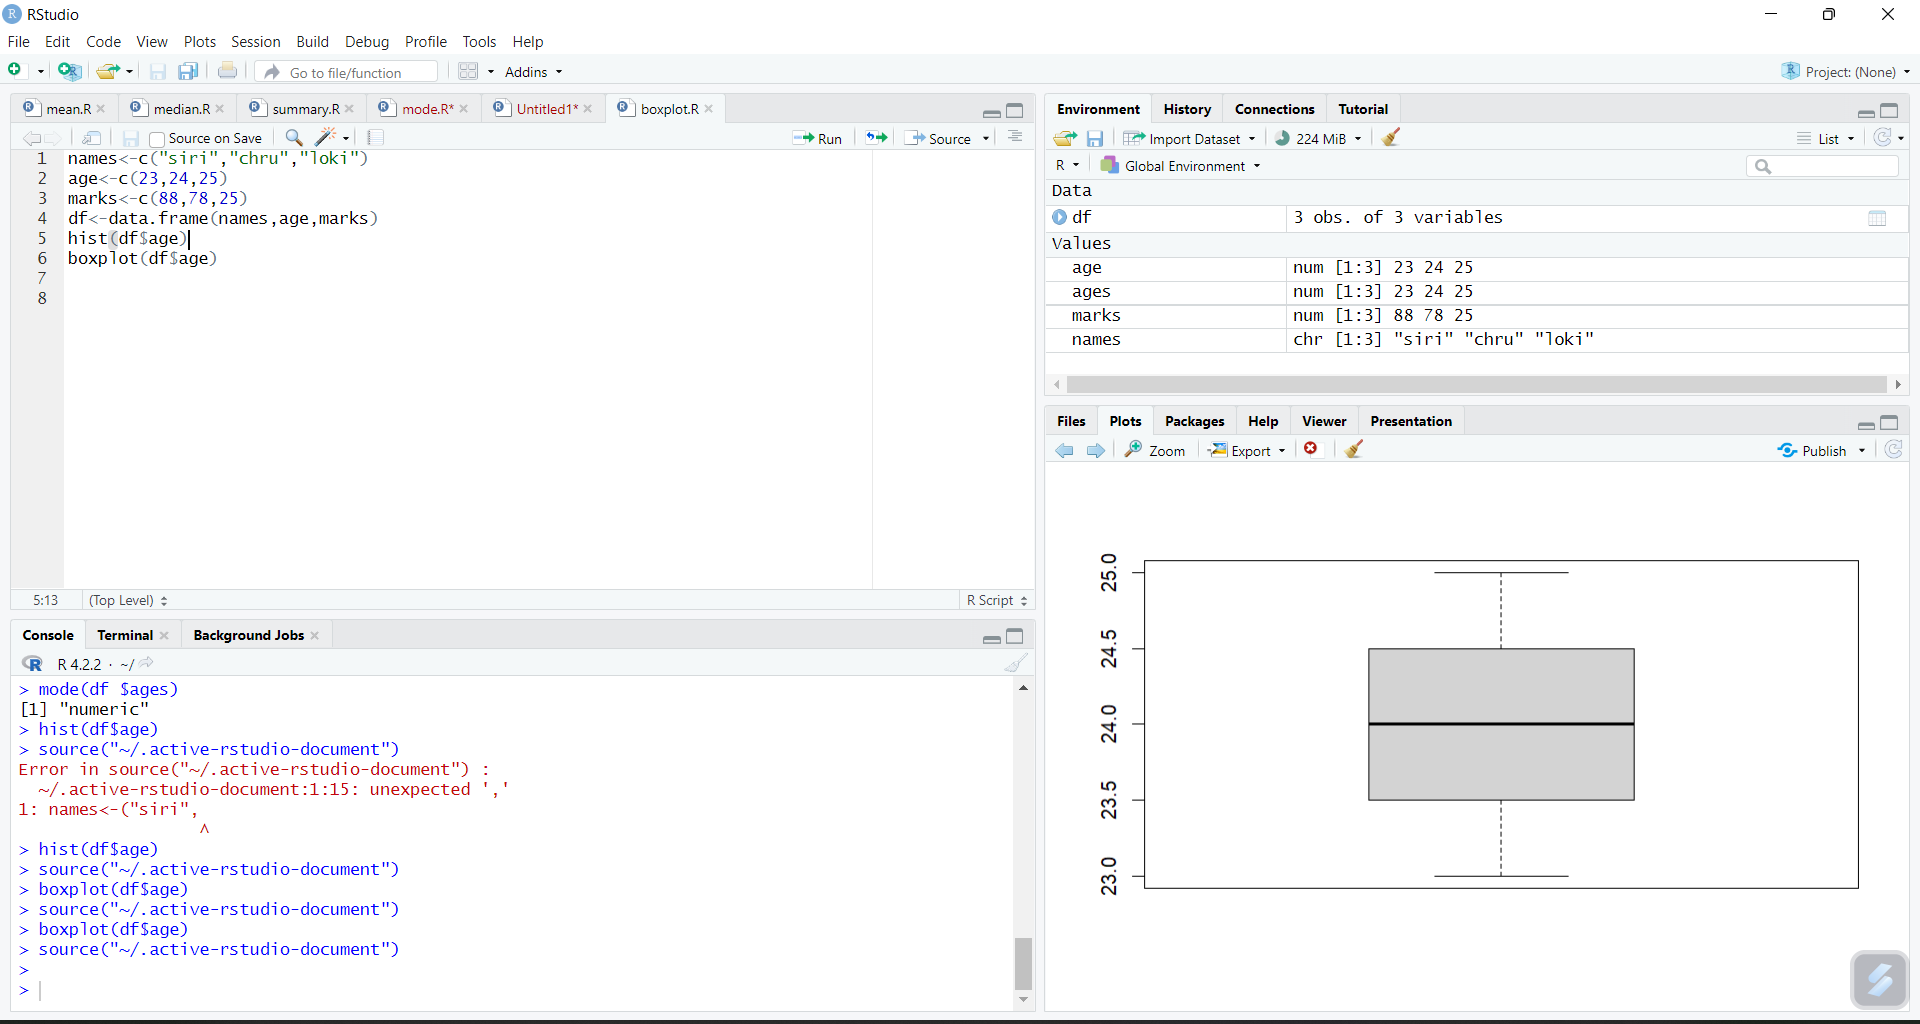 RStudio
File Edit Code View Plots Session Build Debug Profile Tools Help
Go to file/function Addins Project: (None)
mean.R median.R summary.R mode.R* Untitled1* boxplot.R
Source on Save Run Source
1 names<-c("siri","chru","loki")
2 age<-c(23,24,25)
3 marks<-c(88,78,25)
4 df<-data.frame(names,age,marks)
5 hist(df$age)
6 boxplot(df$age)
7
8
5:13 (Top Level) R Script
Console Terminal Background Jobs
R 4.2.2 · ~/
> mode(df $ages)
[1] "numeric"
> hist(df$age)
> source("~/.active-rstudio-document")
Error in source("~/.active-rstudio-document") :
~/.active-rstudio-document:1:15: unexpected ','
1: names<-("siri",
^
> hist(df$age)
> source("~/.active-rstudio-document")
> boxplot(df$age)
> source("~/.active-rstudio-document")
> boxplot(df$age)
> source("~/.active-rstudio-document")
>
>
Environment History Connections Tutorial
Import Dataset 224 MiB List
R Global Environment
Data
df 3 obs. of 3 variables
Values
age num [1:3] 23 24 25
ages num [1:3] 23 24 25
marks num [1:3] 88 78 25
names chr [1:3] "siri" "chru" "loki"
Files Plots Packages Help Viewer Presentation
Zoom Export Publish
25.0
24.5
24.0
23.5
23.0